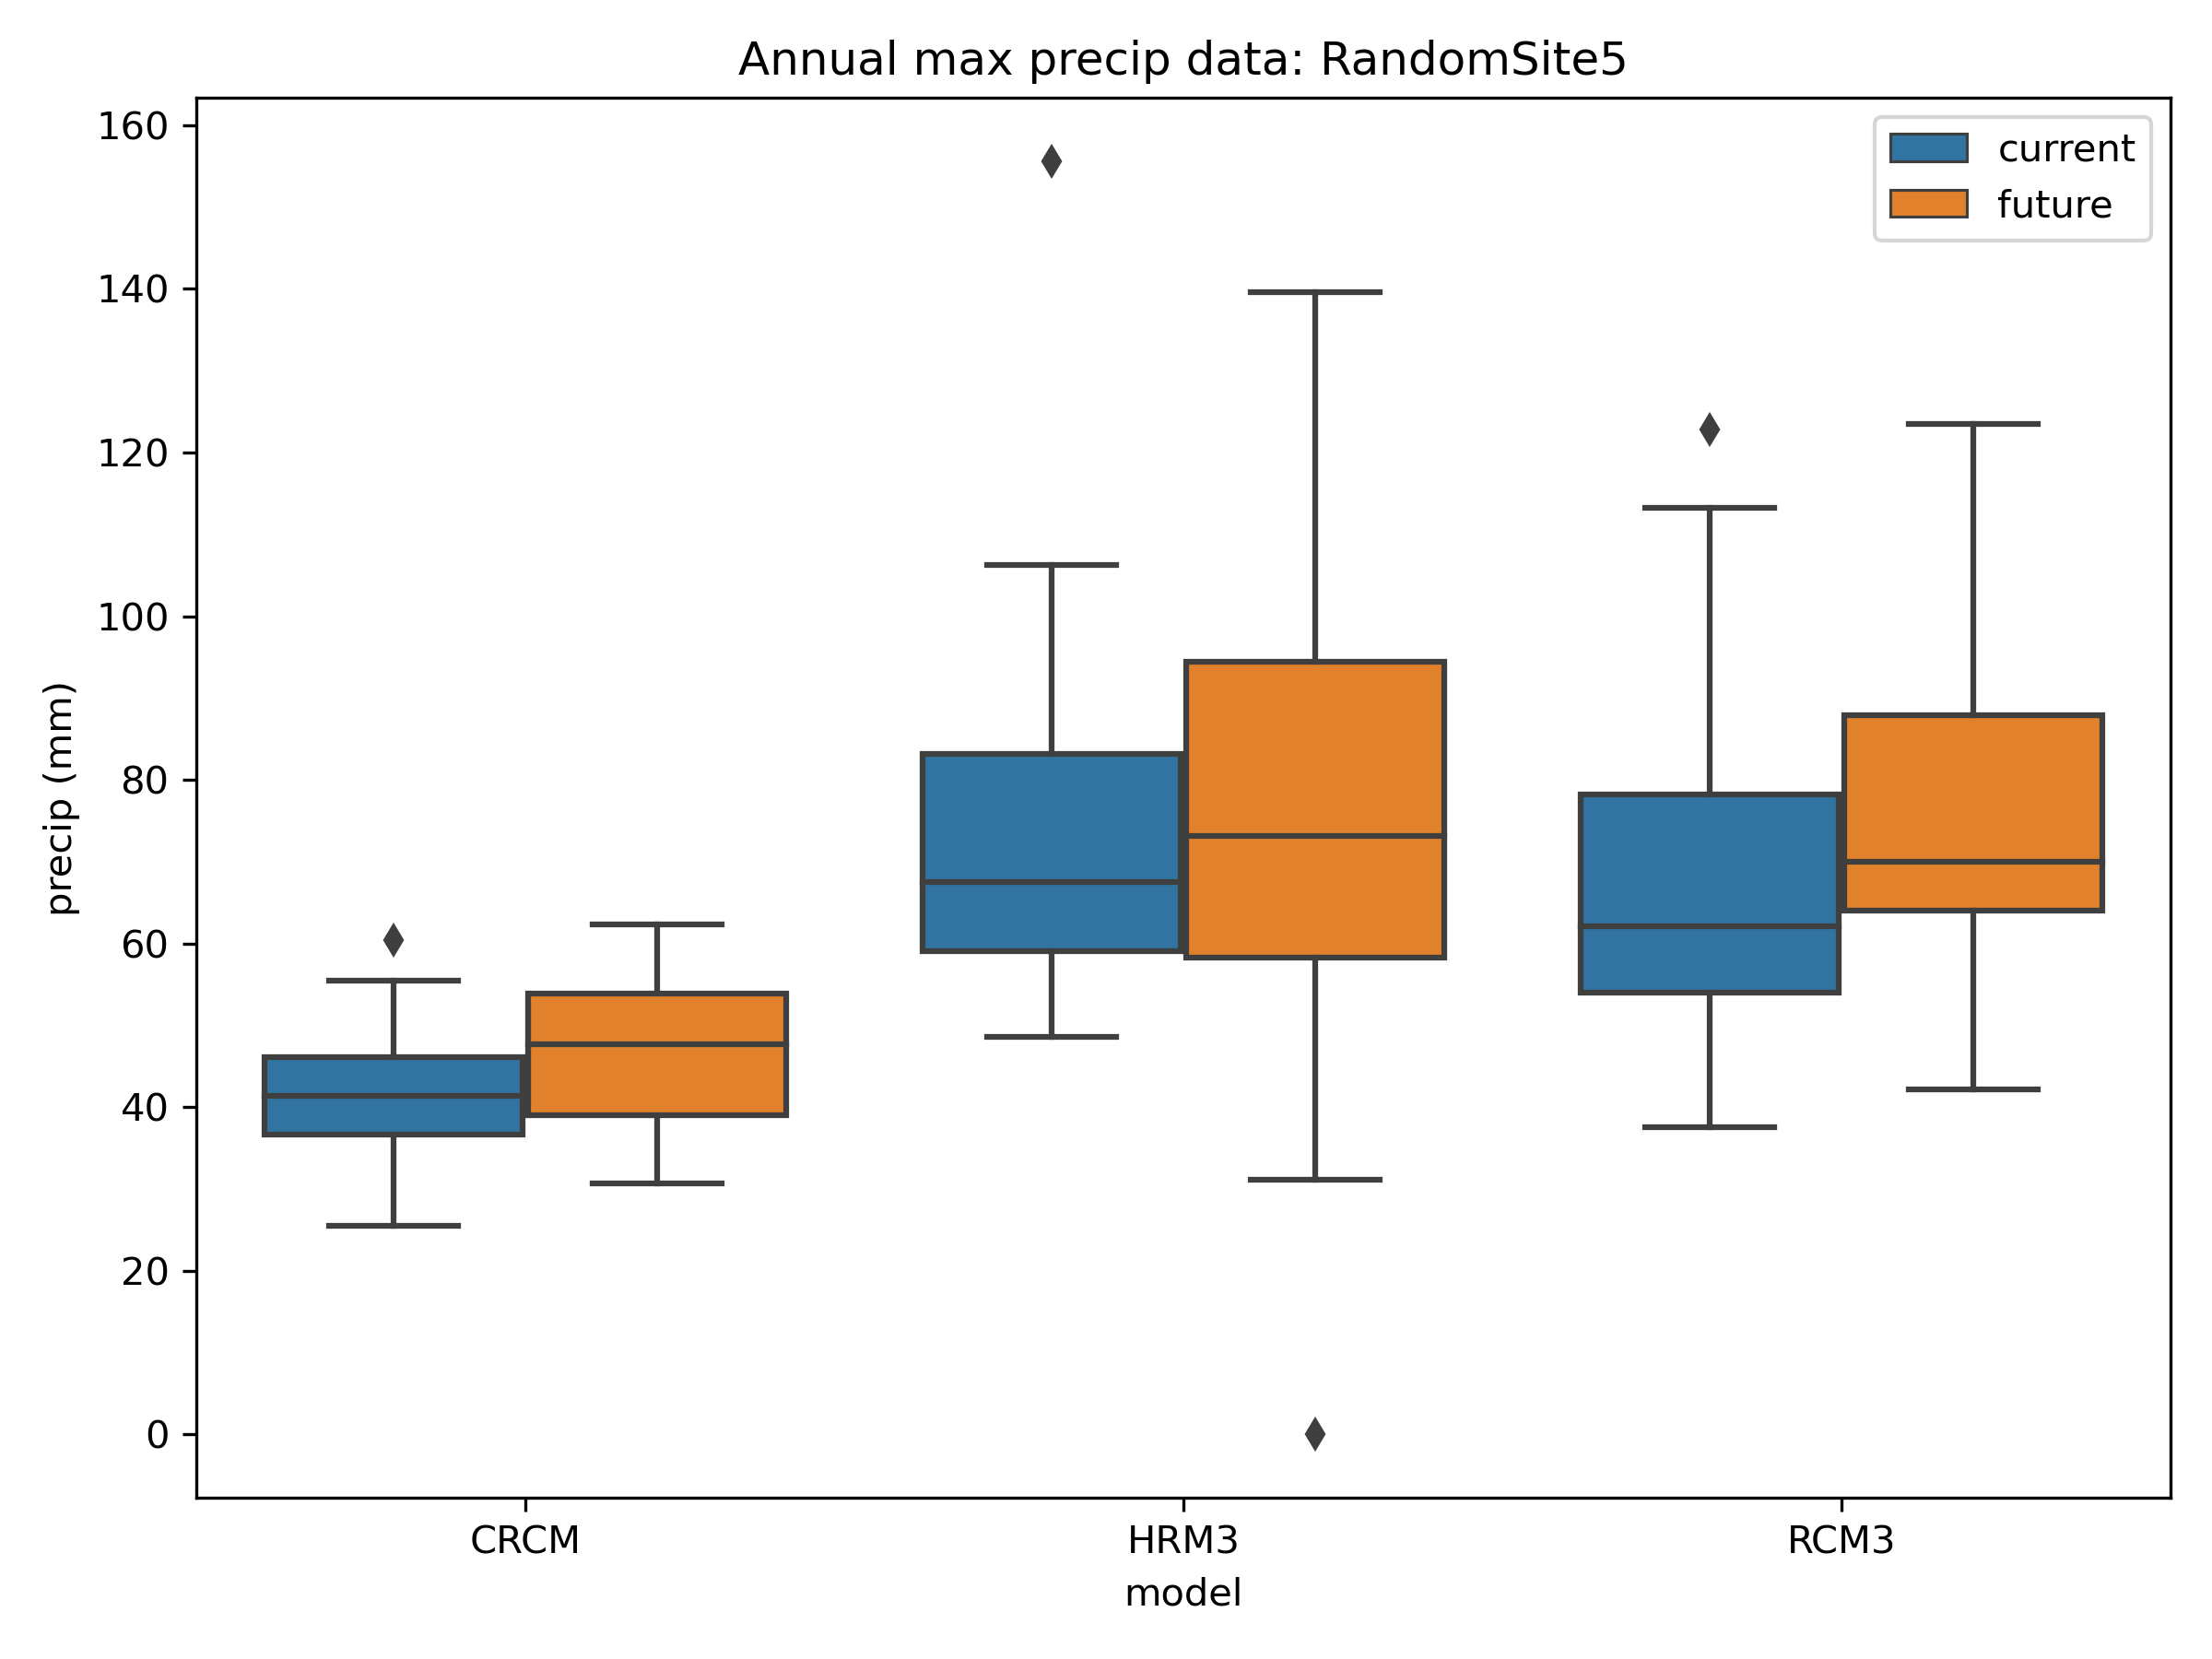 Annual max precip data: RandomSite5
current
future
precip (mm)
160
140
120
100
80
60
40
20
0
CRCM
HRM3
RCM3
model